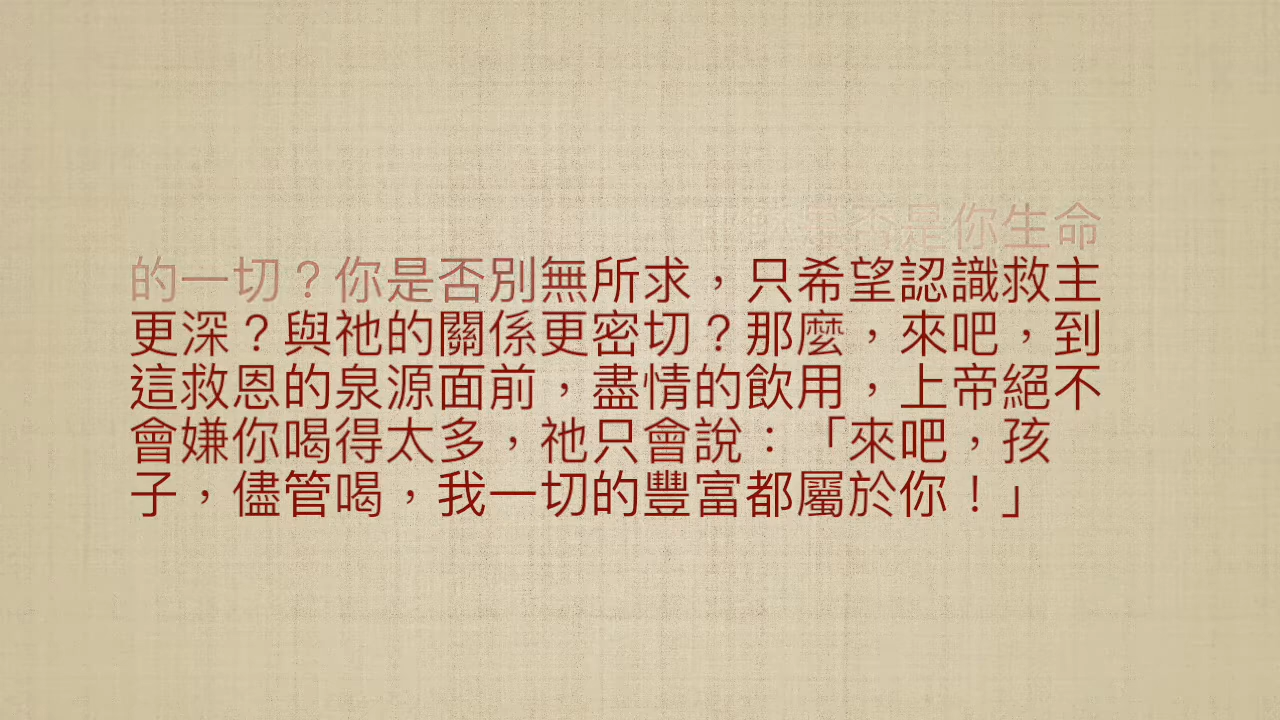 是否是你生命
的一切？你是否別無所求，只希望認識救主
更深？與祂的關係更密切？那麼，來吧，到
這救恩的泉源面前，盡情的飲用，上帝絕不
會嫌你喝得太多，祂只會說：「來吧，孩
子，儘管喝，我一切的豐富都屬於你！」